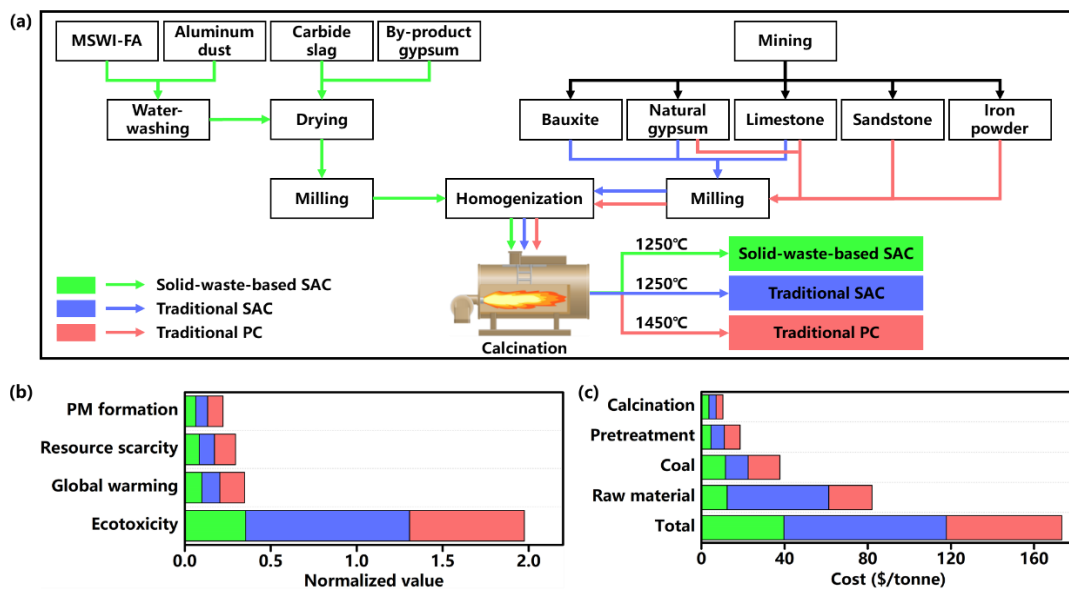 (a)
MSWI-FA
Aluminum
dust
Carbide
slag
By-product
gypsum
Mining
Water-
washing
Drying
Bauxite
Natural
gypsum
Limestone
Sandstone
Iron
powder
Milling
Homogenization
Milling
1250℃
Solid-waste-based SAC
1250℃
Traditional SAC
1450℃
Traditional PC
Solid-waste-based SAC
Traditional SAC
Traditional PC
Calcination
(b)
PM formation
Resource scarcity
Global warming
Ecotoxicity
0.0 0.5 1.0 1.5 2.0
Normalized value
(c)
Calcination
Pretreatment
Coal
Raw material
Total
0 40 80 120 160
Cost ($/tonne)